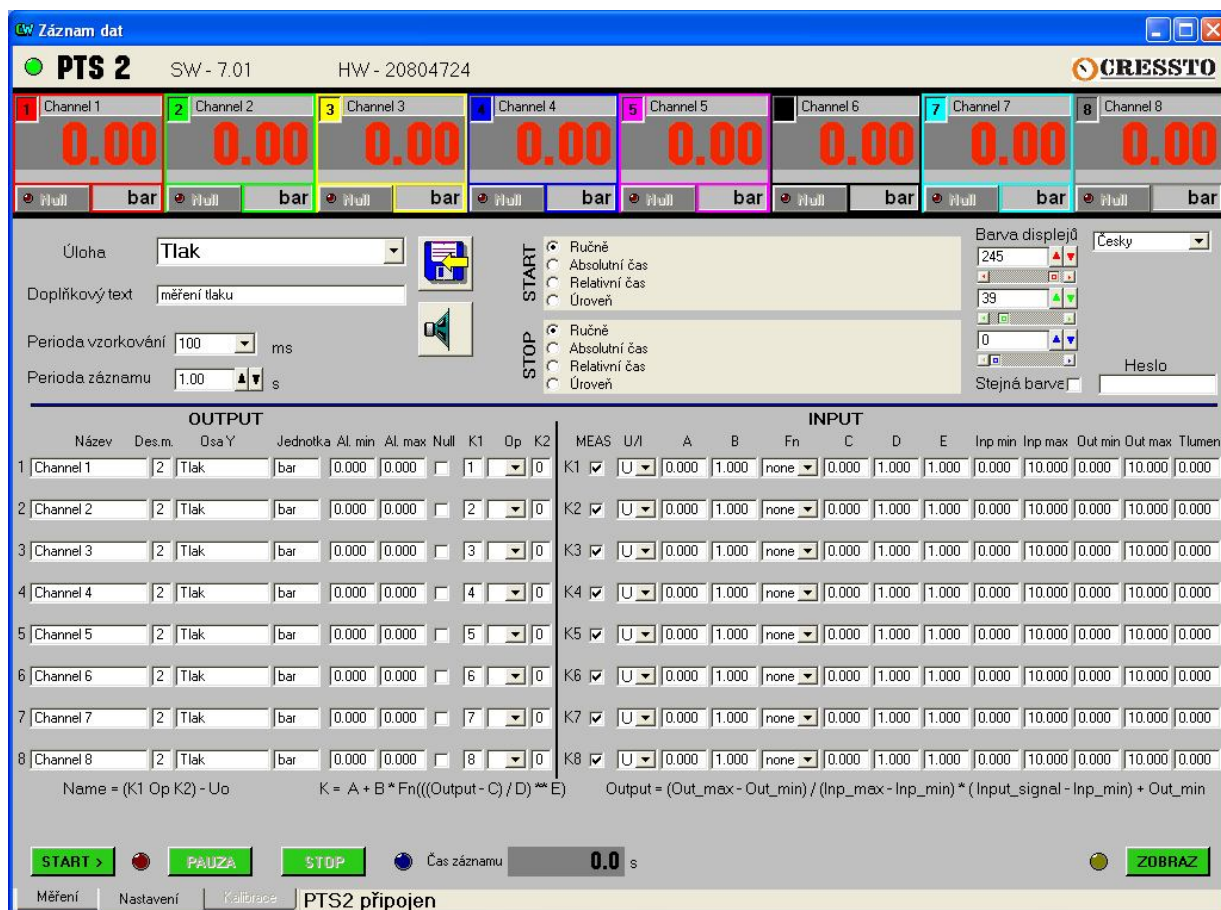 Záznam dat
PTS 2 SW - 7.01 HW - 20804724 CRESSTO
1 Channel 1 2 Channel 2 3 Channel 3 4 Channel 4 5 Channel 5 Channel 6 7 Channel 7 8 Channel 8
0.00 0.00 0.00 0.00 0.00 0.00 0.00 0.00
Null bar Null bar Null bar Null bar Null bar Null bar Null bar Null bar
Úloha Tlak
Doplňkový text měření tlaku
Perioda vzorkování 100 ms
Perioda záznamu 1.00 s
START
Ručně
Absolutní čas
Relativní čas
Úroveň
STOP
Ručně
Absolutní čas
Relativní čas
Úroveň
Barva displejů
245
39
0
Stejná barva
Česky
Heslo
OUTPUT INPUT
Název Des.m. Osa Y Jednotka Al. min Al. max Null K1 Op K2 MEAS U/I A B Fn C D E Inp min Inp max Out min Out max Tlumen
1 Channel 1 2 Tlak bar 0.000 0.000 1 0 K1 U 0.000 1.000 none 0.000 1.000 1.000 0.000 10.000 0.000 10.000 0.000
2 Channel 2 2 Tlak bar 0.000 0.000 2 0 K2 U 0.000 1.000 none 0.000 1.000 1.000 0.000 10.000 0.000 10.000 0.000
3 Channel 3 2 Tlak bar 0.000 0.000 3 0 K3 U 0.000 1.000 none 0.000 1.000 1.000 0.000 10.000 0.000 10.000 0.000
4 Channel 4 2 Tlak bar 0.000 0.000 4 0 K4 U 0.000 1.000 none 0.000 1.000 1.000 0.000 10.000 0.000 10.000 0.000
5 Channel 5 2 Tlak bar 0.000 0.000 5 0 K5 U 0.000 1.000 none 0.000 1.000 1.000 0.000 10.000 0.000 10.000 0.000
6 Channel 6 2 Tlak bar 0.000 0.000 6 0 K6 U 0.000 1.000 none 0.000 1.000 1.000 0.000 10.000 0.000 10.000 0.000
7 Channel 7 2 Tlak bar 0.000 0.000 7 0 K7 U 0.000 1.000 none 0.000 1.000 1.000 0.000 10.000 0.000 10.000 0.000
8 Channel 8 2 Tlak bar 0.000 0.000 8 0 K8 U 0.000 1.000 none 0.000 1.000 1.000 0.000 10.000 0.000 10.000 0.000
Name = (K1 Op K2) - Uo K = A + B * Fn(((Output - C) / D) ** E) Output = (Out_max - Out_min) / (Inp_max - Inp_min) * ( Input_signal - Inp_min) + Out_min
START > PAUZA STOP Čas záznamu 0.0 s ZOBRAZ
Měření Nastavení Kalibrace PTS2 připojen